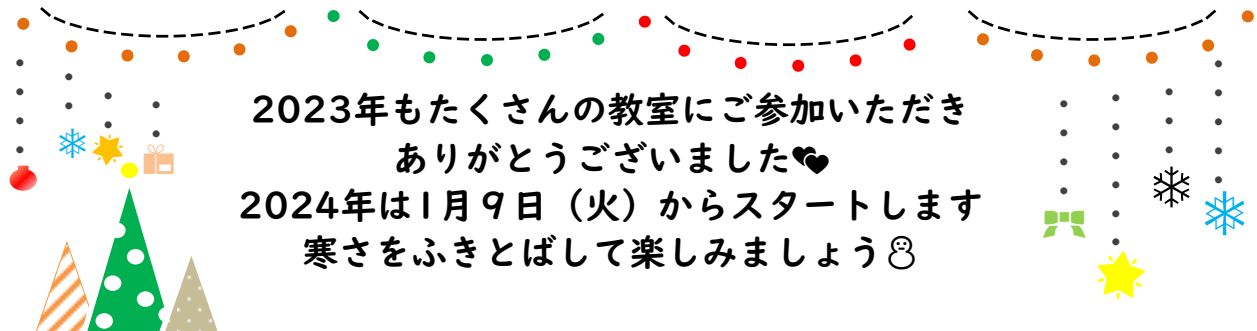 2023年もたくさんの教室にご参加いただき
ありがとうございました💕
2024年は1月９日（火）からスタートします
寒さをふきとばして楽しみましょう⛄